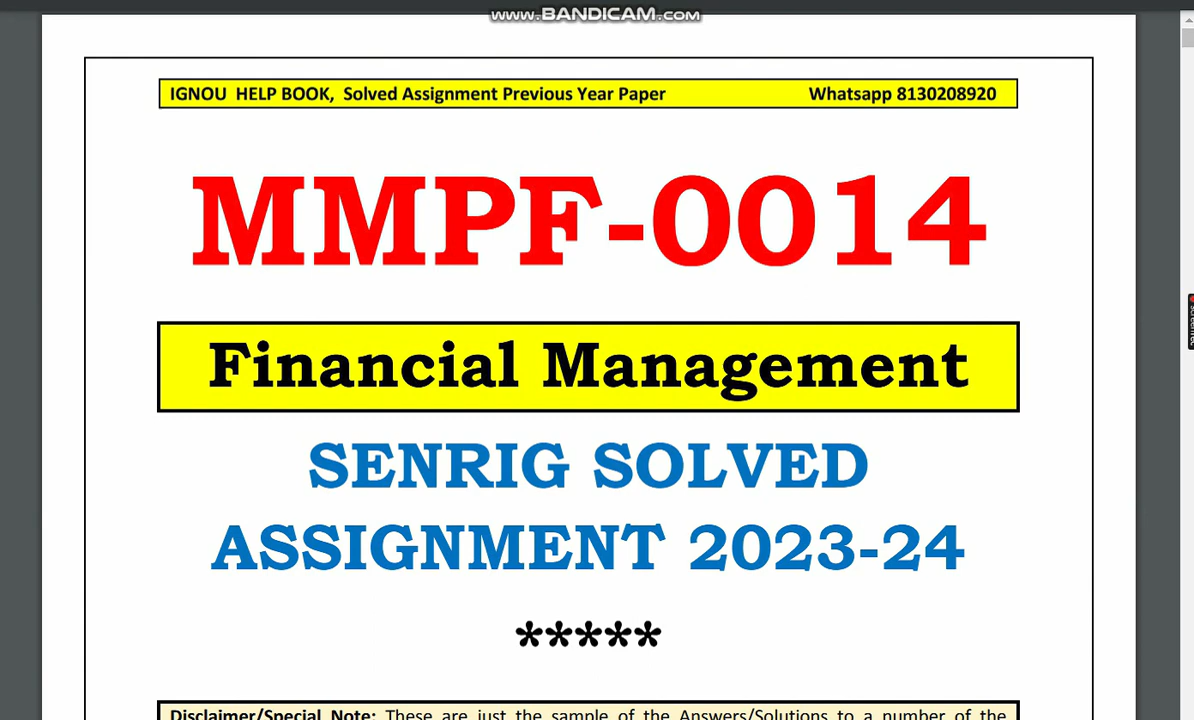 www.BANDICAM.com
IGNOU HELP BOOK, Solved Assignment Previous Year Paper Whatsapp 8130208920
MMPF-0014
Financial Management
SENRIG SOLVED
ASSIGNMENT 2023-24
*****
Disclaimer/Special Note: These are just the sample of the Answers/Solutions to a number of the